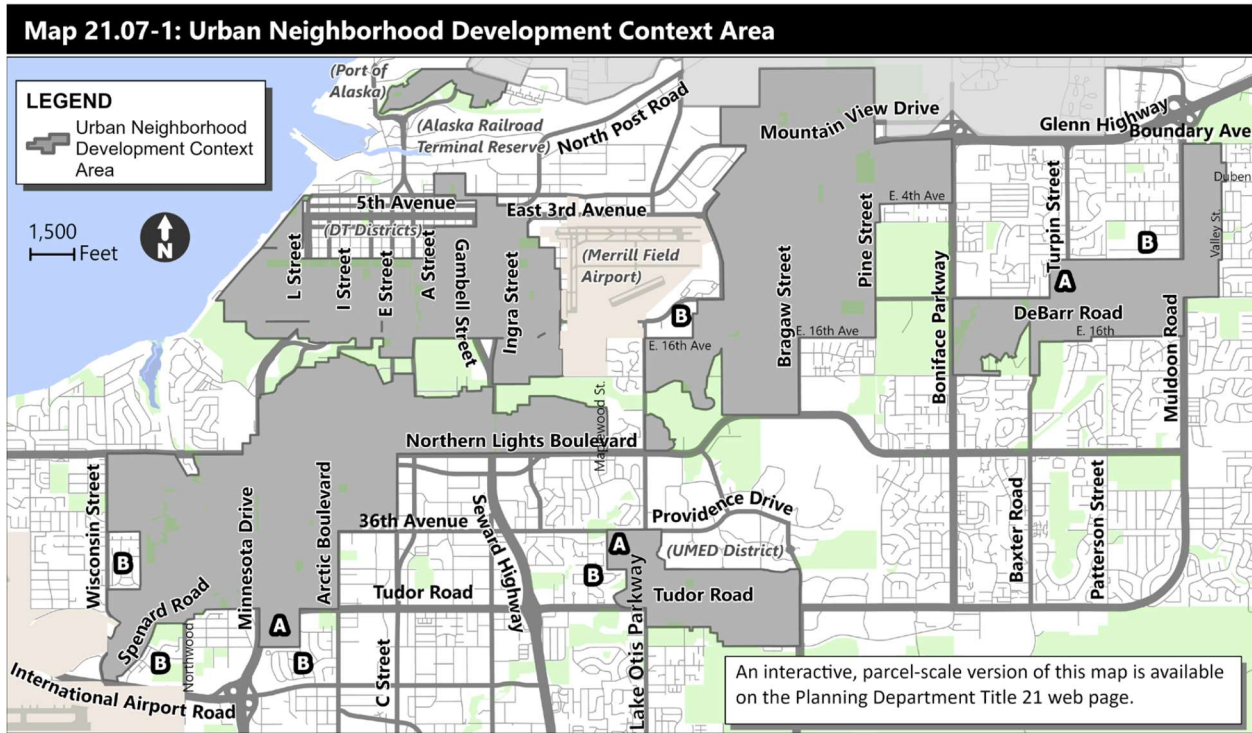 Map 21.07-1: Urban Neighborhood Development Context Area
LEGEND
Urban Neighborhood
Development Context
Area
1,500
Feet
N
(Port of
Alaska)
(Alaska Railroad
Terminal Reserve)
North Post Road
Mountain View Drive
Glenn Highway
Boundary Ave
Duben
5th Avenue
East 3rd Avenue
E. 4th Ave
(DT Districts)
(Merrill Field
Airport)
L Street
I Street
E Street
A Street
Gambell Street
Ingra Street
Bragaw Street
Pine Street
Boniface Parkway
Turpin Street
Valley St.
B
A
B
DeBarr Road
E. 16th Ave
E. 16th Ave
E. 16th
Muldoon Road
Maplewood St.
Northern Lights Boulevard
Wisconsin Street
Minnesota Drive
Arctic Boulevard
36th Avenue
Seward Highway
Providence Drive
(UMED District)
A
B
B
Baxter Road
Patterson Street
Spenard Road
Tudor Road
Tudor Road
A
B
B
Northwood
C Street
Lake Otis Parkway
International Airport Road
An interactive, parcel-scale version of this map is available
on the Planning Department Title 21 web page.